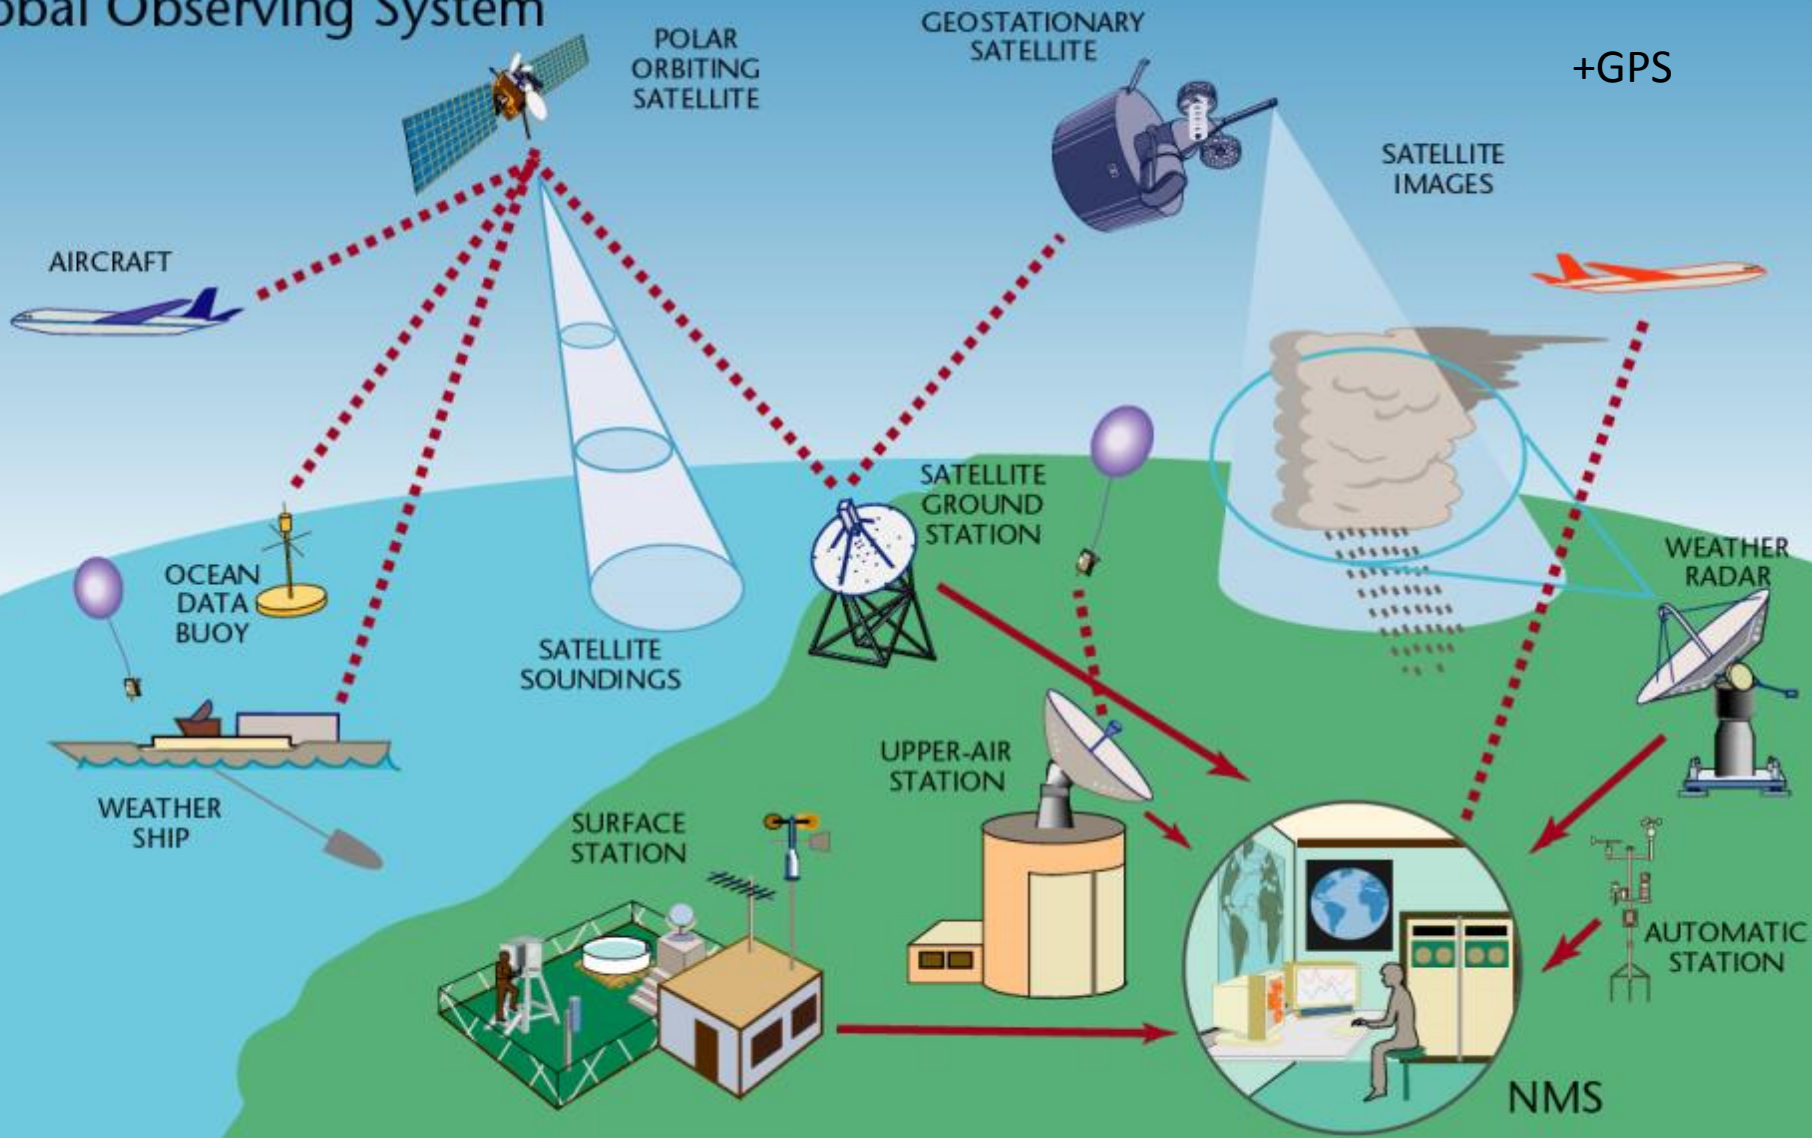 obal Observing System
POLAR
ORBITING
SATELLITE
GEOSTATIONARY
SATELLITE
+GPS
SATELLITE
IMAGES
AIRCRAFT
SATELLITE
GROUND
STATION
WEATHER
RADAR
OCEAN
DATA
BUOY
SATELLITE
SOUNDINGS
UPPER-AIR
STATION
WEATHER
SHIP
SURFACE
STATION
AUTOMATIC
STATION
NMS